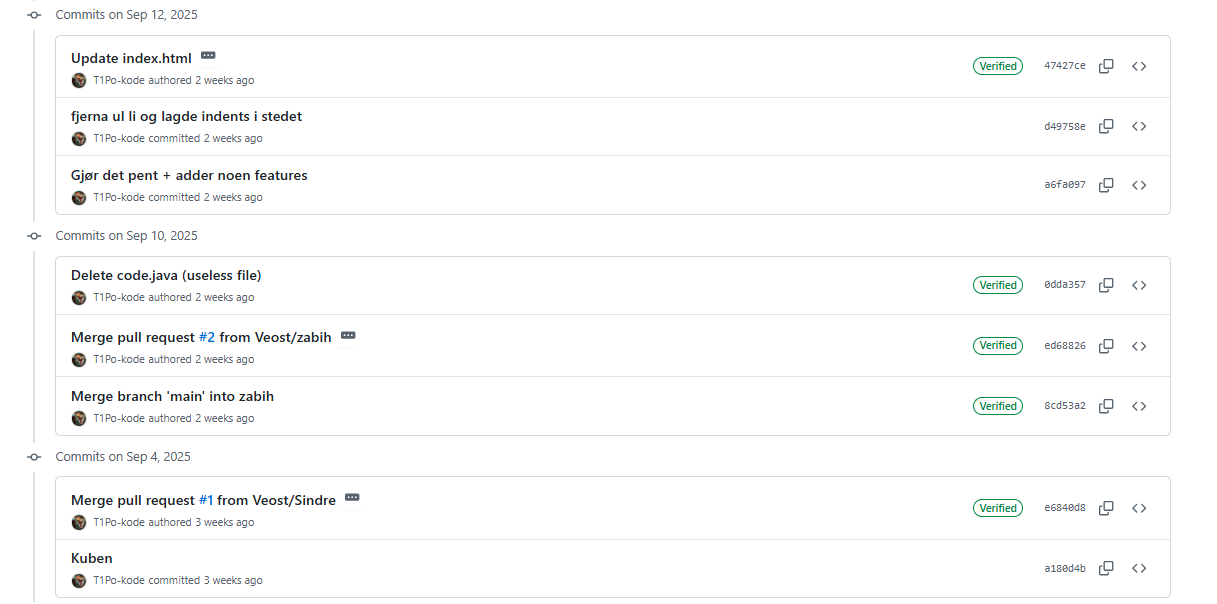 Commits on Sep 12, 2025
Update index.html
T1Po-kode authored 2 weeks ago
Verified
47427ce
fjerna ul li og lagde indents i stedet
T1Po-kode committed 2 weeks ago
d49758e
Gjør det pent + adder noen features
T1Po-kode committed 2 weeks ago
a6fa097
Commits on Sep 10, 2025
Delete code.java (useless file)
T1Po-kode authored 2 weeks ago
Verified
0dda357
Merge pull request #2 from Veost/zabih
T1Po-kode authored 2 weeks ago
Verified
ed68826
Merge branch 'main' into zabih
T1Po-kode authored 2 weeks ago
Verified
8cd53a2
Commits on Sep 4, 2025
Merge pull request #1 from Veost/Sindre
T1Po-kode authored 3 weeks ago
Verified
e6840d8
Kuben
T1Po-kode committed 3 weeks ago
a180d4b